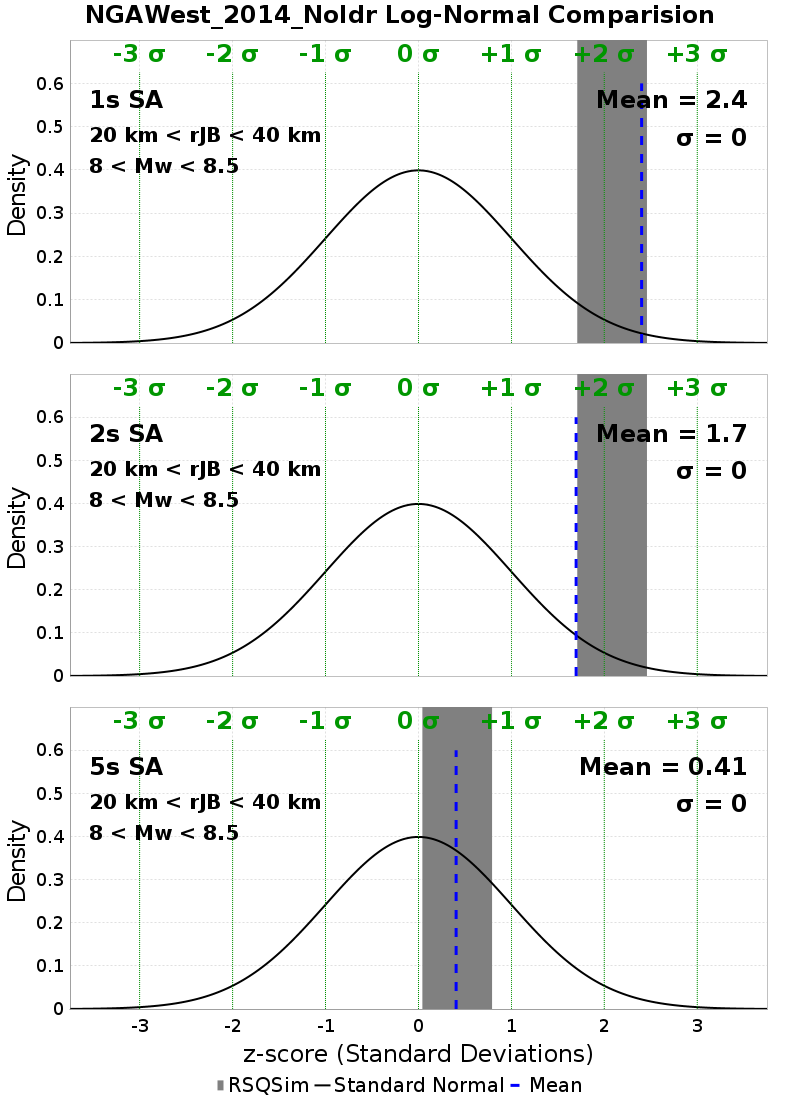 NGAWest_2014_NoIdr Log-Normal Comparision
-3 σ -2 σ -1 σ 0 σ +1 σ +2 σ +3 σ
0.6
1s SA Mean = 2.4
0.5
20 km < rJB < 40 km σ = 0
8 < Mw < 8.5
0.4
0.3
0.2
0.1
0
Density
-3 σ -2 σ -1 σ 0 σ +1 σ +2 σ +3 σ
0.6
2s SA Mean = 1.7
0.5
20 km < rJB < 40 km σ = 0
8 < Mw < 8.5
0.4
0.3
0.2
0.1
0
Density
-3 σ -2 σ -1 σ 0 σ +1 σ +2 σ +3 σ
0.6
5s SA Mean = 0.41
0.5
20 km < rJB < 40 km σ = 0
8 < Mw < 8.5
0.4
0.3
0.2
0.1
0
Density
-3 -2 -1 0 1 2 3
z-score (Standard Deviations)
RSQSim Standard Normal Mean